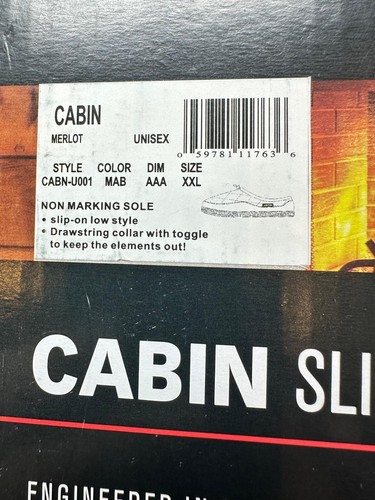 CABIN
MERLOT UNISEX
0 59781 11763 6
STYLE COLOR DIM SIZE
CABN-U001 MAB AAA XXL
NON MARKING SOLE
• slip-on low style
• Drawstring collar with toggle
to keep the elements out!
CABIN SLI
ENGINEERED IN